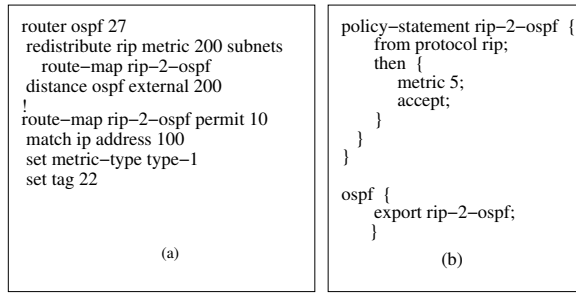 router ospf 27
redistribute rip metric 200 subnets
route−map rip−2−ospf
distance ospf external 200
!
route−map rip−2−ospf permit 10
match ip address 100
set metric−type type−1
set tag 22
(a)
policy−statement rip−2−ospf {
from protocol rip;
then {
metric 5;
accept;
}
}
}
ospf {
export rip−2−ospf;
}
(b)